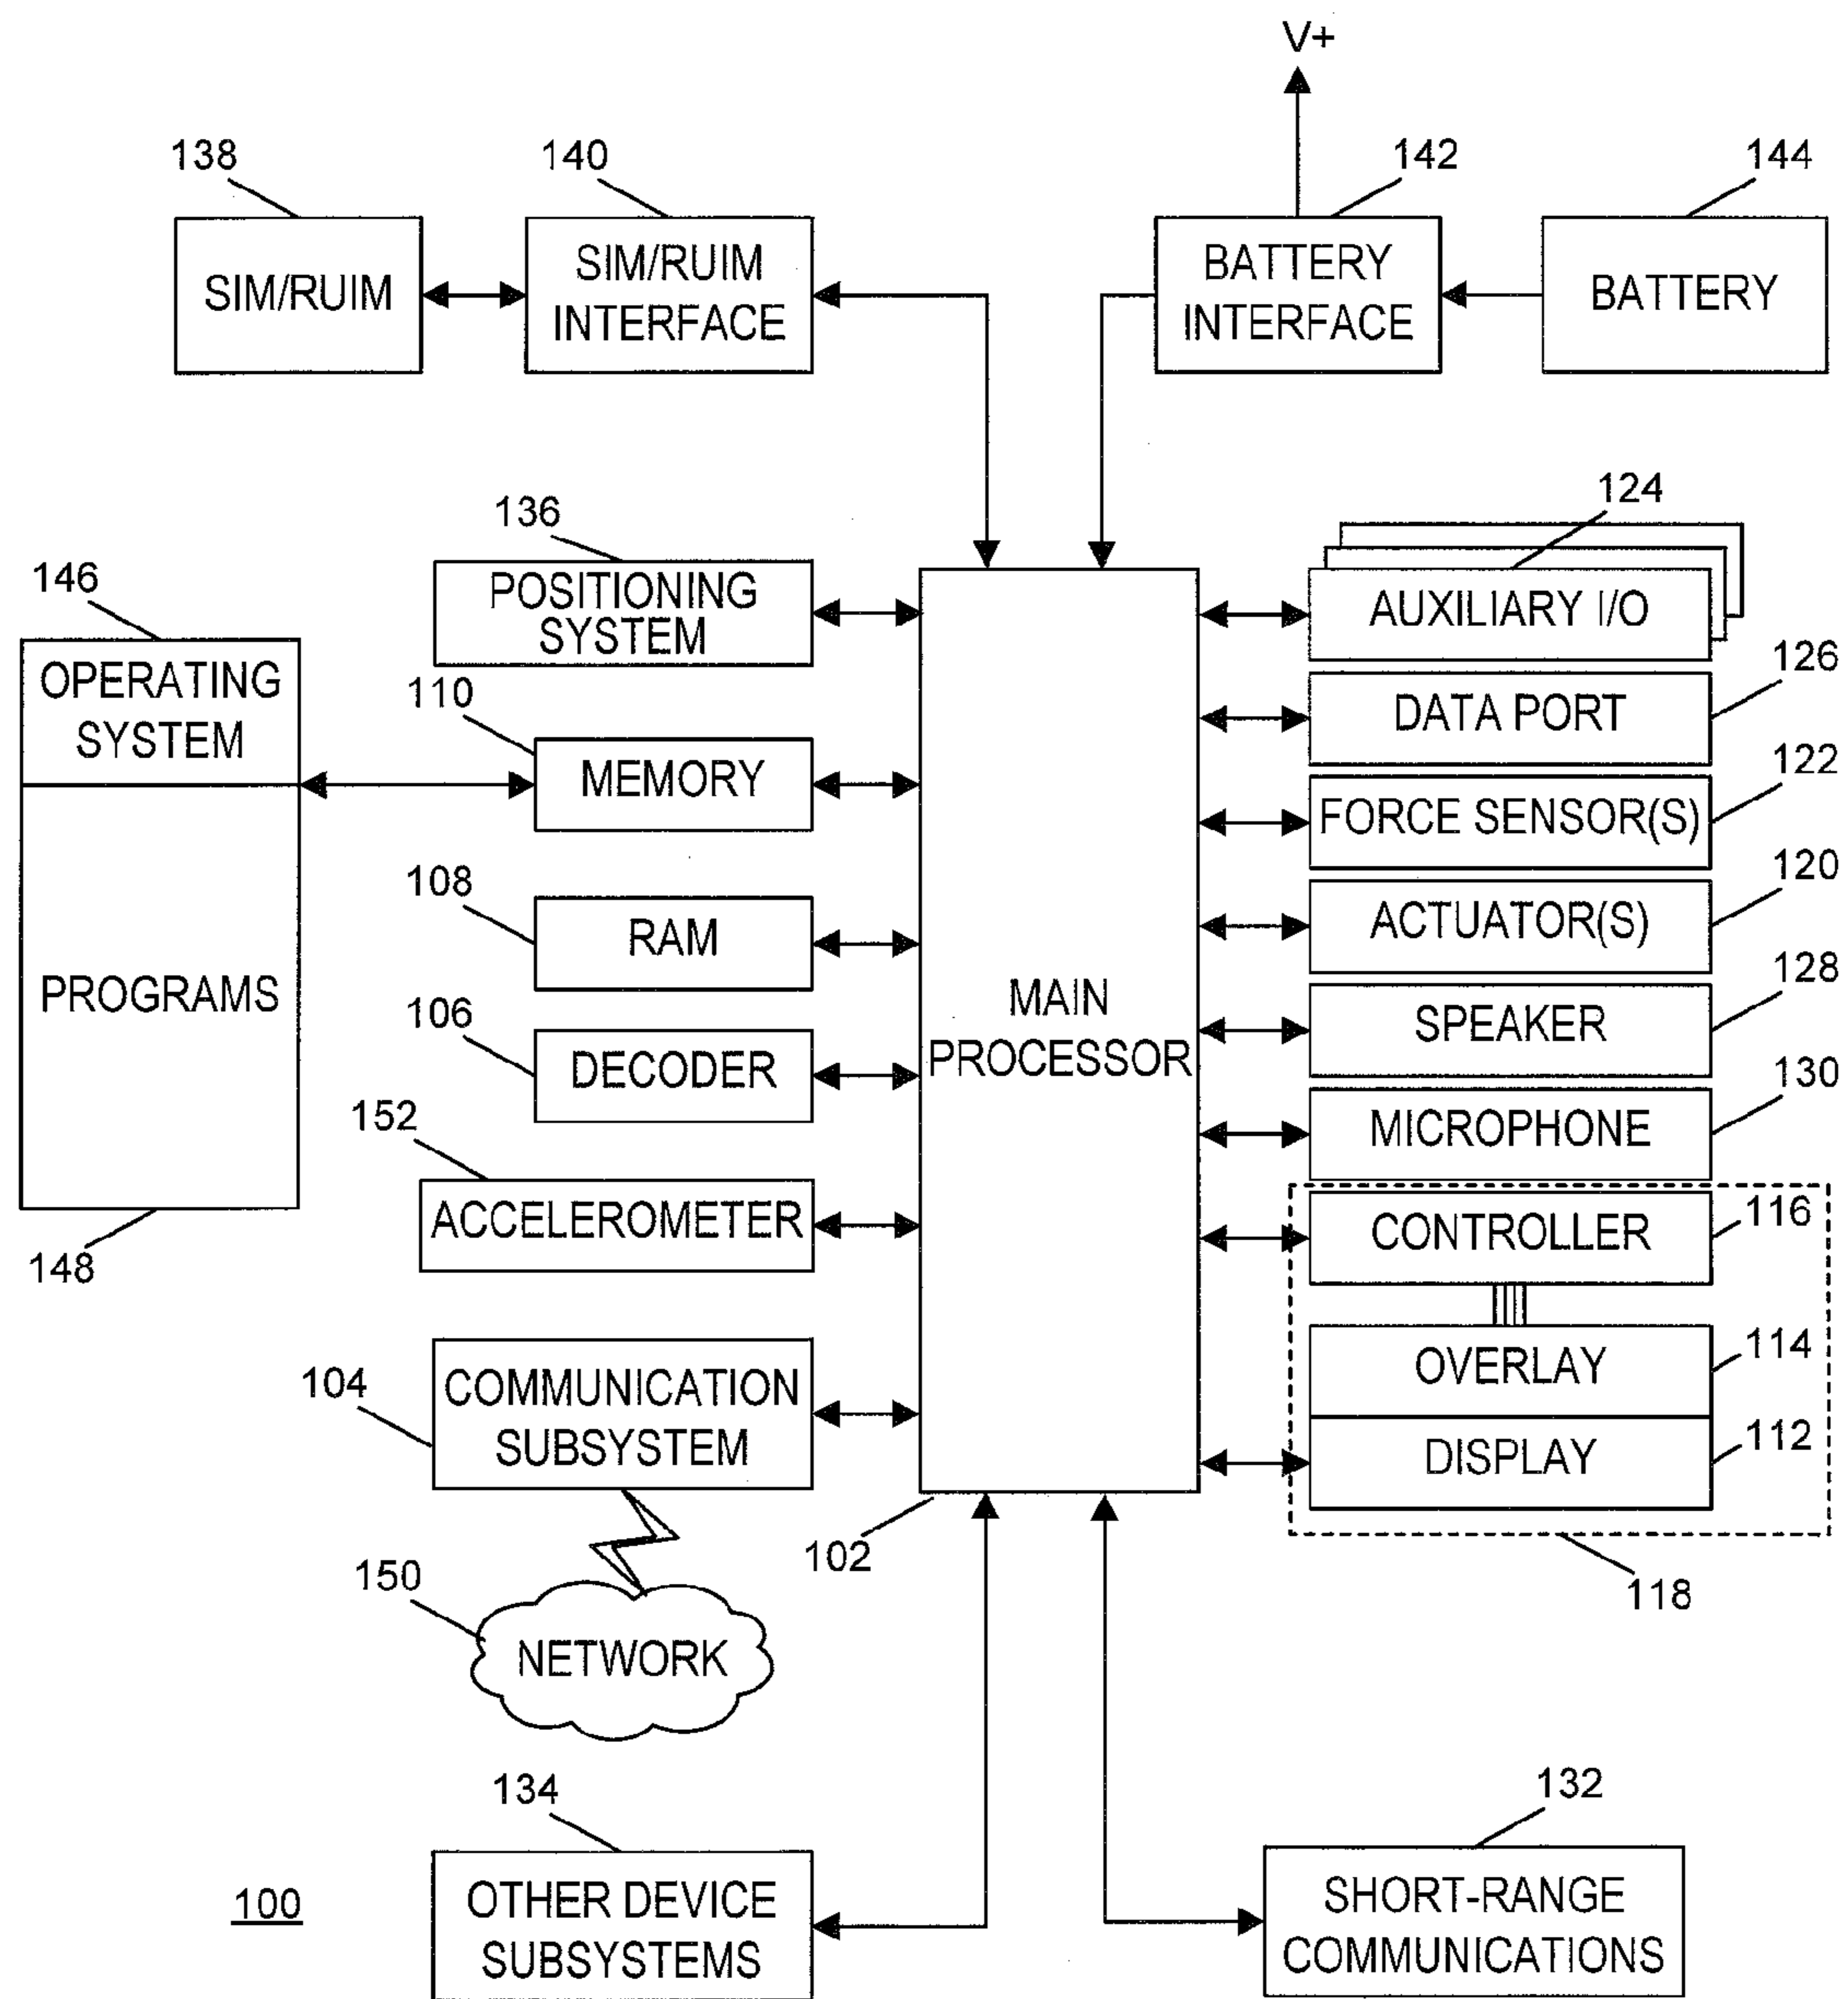 V+
138
140
142
144
SIM/RUIM
SIM/RUIM
INTERFACE
BATTERY
INTERFACE
BATTERY
136
124
POSITIONING
SYSTEM
AUXILIARY I/O
146
OPERATING
SYSTEM
126
DATA PORT
110
MEMORY
122
FORCE SENSOR(S)
108
RAM
120
ACTUATOR(S)
PROGRAMS
MAIN
PROCESSOR
128
SPEAKER
106
DECODER
130
MICROPHONE
152
ACCELEROMETER
116
CONTROLLER
148
114
OVERLAY
104
COMMUNICATION
SUBSYSTEM
112
DISPLAY
102
118
150
NETWORK
134
132
100
OTHER DEVICE
SUBSYSTEMS
SHORT-RANGE
COMMUNICATIONS